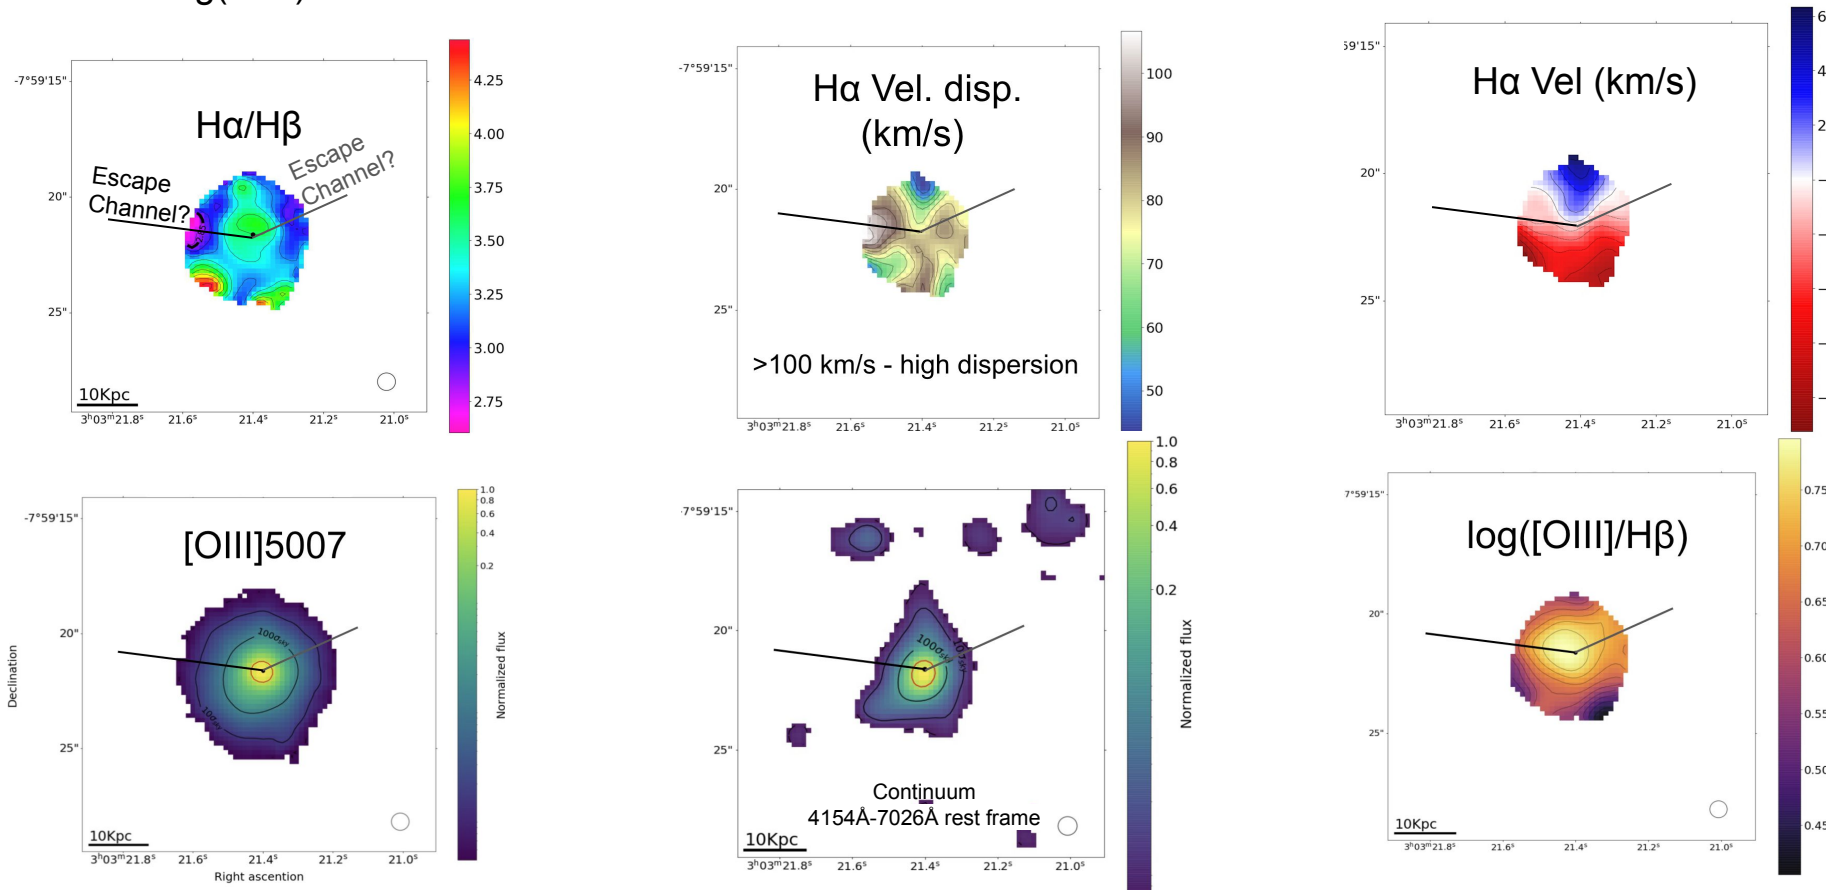 -7°59'15"
20"
25"
Hα/Hβ
Escape
Channel?
Escape
Channel?
10Kpc
3ʰ03ᵐ21.8ˢ 21.6ˢ 21.4ˢ 21.2ˢ 21.0ˢ
4.25
4.00
3.75
3.50
3.25
3.00
2.75
-7°59'15"
20"
25"
Hα Vel. disp.
(km/s)
>100 km/s - high dispersion
3ʰ03ᵐ21.8ˢ 21.6ˢ 21.4ˢ 21.2ˢ 21.0ˢ
100
90
80
70
60
50
59'15"
20"
25"
Hα Vel (km/s)
3ʰ03ᵐ21.8ˢ 21.6ˢ 21.4ˢ 21.2ˢ 21.0ˢ
6
4
2
Declination
-7°59'15"
20"
25"
[OIII]5007
100σsky
10σsky
10Kpc
3ʰ03ᵐ21.8ˢ 21.6ˢ 21.4ˢ 21.2ˢ 21.0ˢ
Right ascention
1.0
0.8
0.6
0.4
0.2
Normalized flux
7°59'15"
20"
25"
100σsky
Continuum
4154Å-7026Å rest frame
10Kpc
3ʰ03ᵐ21.8ˢ 21.6ˢ 21.4ˢ 21.2ˢ 21.0ˢ
1.0
0.8
0.6
0.4
0.2
Normalized flux
7°59'15"
20"
25"
log([OIII]/Hβ)
10Kpc
3ʰ03ᵐ21.8ˢ 21.6ˢ 21.4ˢ 21.2ˢ 21.0ˢ
0.75
0.70
0.65
0.60
0.55
0.50
0.45